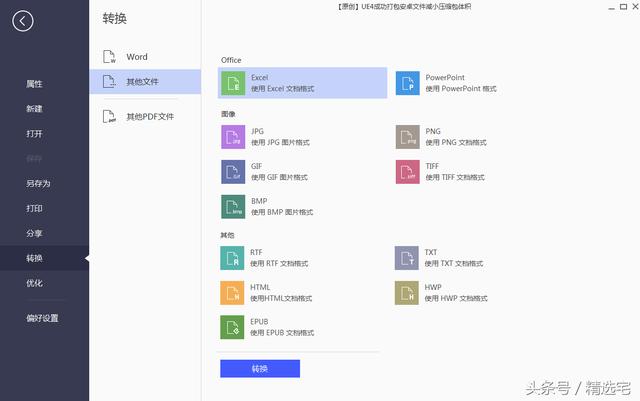 【原创】UE4成功打包安卓文件减小压缩包体积
属性
新建
打开
保存
另存为
打印
分享
转换
优化
偏好设置
转换
Word
其他文件
其他PDF文件
Office
Excel
使用 Excel 文档格式
PowerPoint
使用 PowerPoint 格式
图像
JPG
使用 JPG 图片格式
PNG
使用 PNG 文档格式
GIF
使用 GIF 图片格式
TIFF
使用 TIFF 文档格式
BMP
使用 BMP 图片格式
其他
RTF
使用 RTF 文档格式
TXT
使用 TXT 文档格式
HTML
使用HTML文档格式
HWP
使用 HWP 文档格式
EPUB
使用 EPUB 文档格式
转换
头条号 / 精选宅